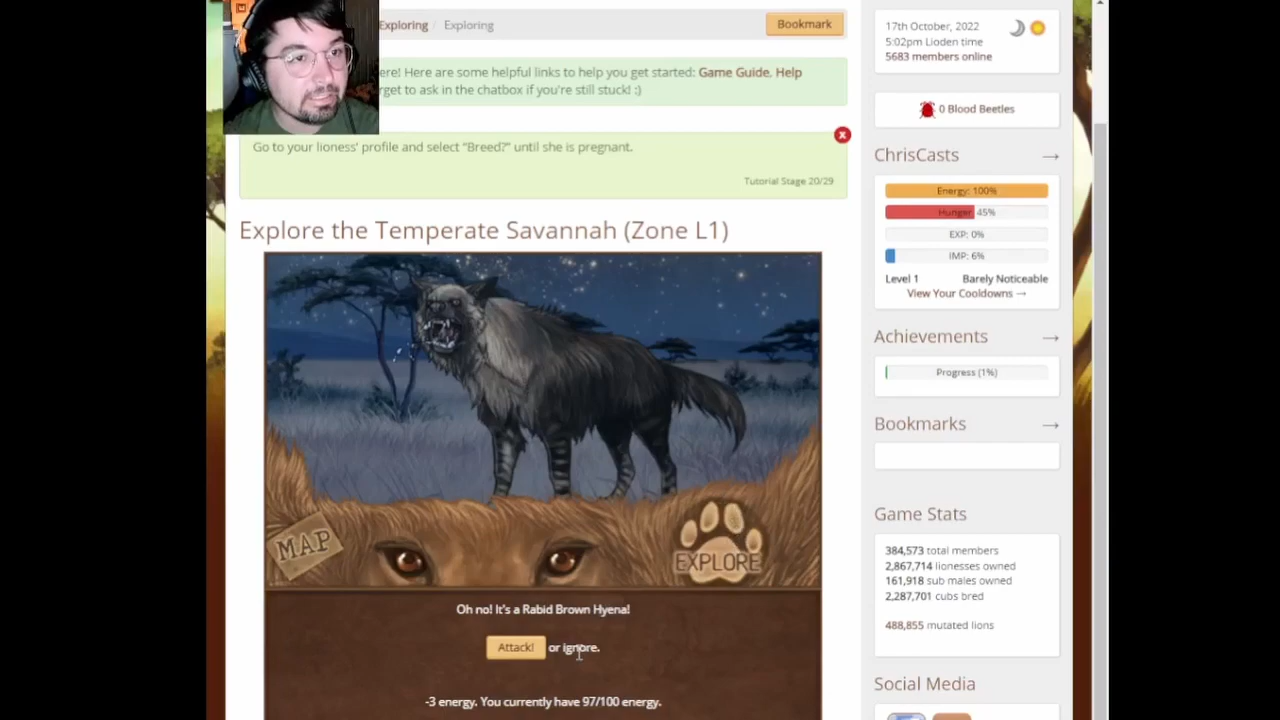 Exploring / Exploring
Bookmark
ere! Here are some helpful links to help you get started: Game Guide, Help
rget to ask in the chatbox if you're still stuck! :)
Go to your lioness' profile and select "Breed?" until she is pregnant.
Tutorial Stage 20/29
Explore the Temperate Savannah (Zone L1)
MAP
EXPLORE
Oh no! It's a Rabid Brown Hyena!
Attack! or ignore.
-3 energy. You currently have 97/100 energy.
17th October, 2022
5:02pm Lioden time
5683 members online
0 Blood Beetles
ChrisCasts →
Energy: 100%
Hunger: 45%
EXP: 0%
IMP: 6%
Level 1 Barely Noticeable
View Your Cooldowns →
Achievements →
Progress (1%)
Bookmarks →
Game Stats
384,573 total members
2,867,714 lionesses owned
161,918 sub males owned
2,287,701 cubs bred
488,855 mutated lions
Social Media